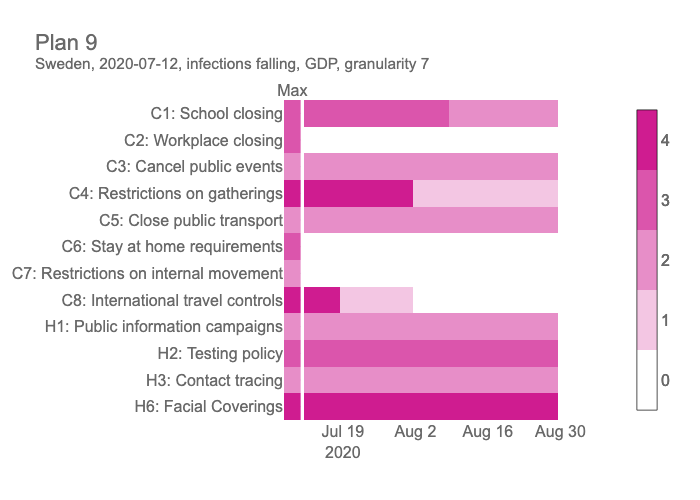 Plan 9
Sweden, 2020-07-12, infections falling, GDP, granularity 7
Max
C1: School closing
C2: Workplace closing
C3: Cancel public events
C4: Restrictions on gatherings
C5: Close public transport
C6: Stay at home requirements
C7: Restrictions on internal movement
C8: International travel controls
H1: Public information campaigns
H2: Testing policy
H3: Contact tracing
H6: Facial Coverings
Jul 19 Aug 2 Aug 16 Aug 30
2020
4
3
2
1
0